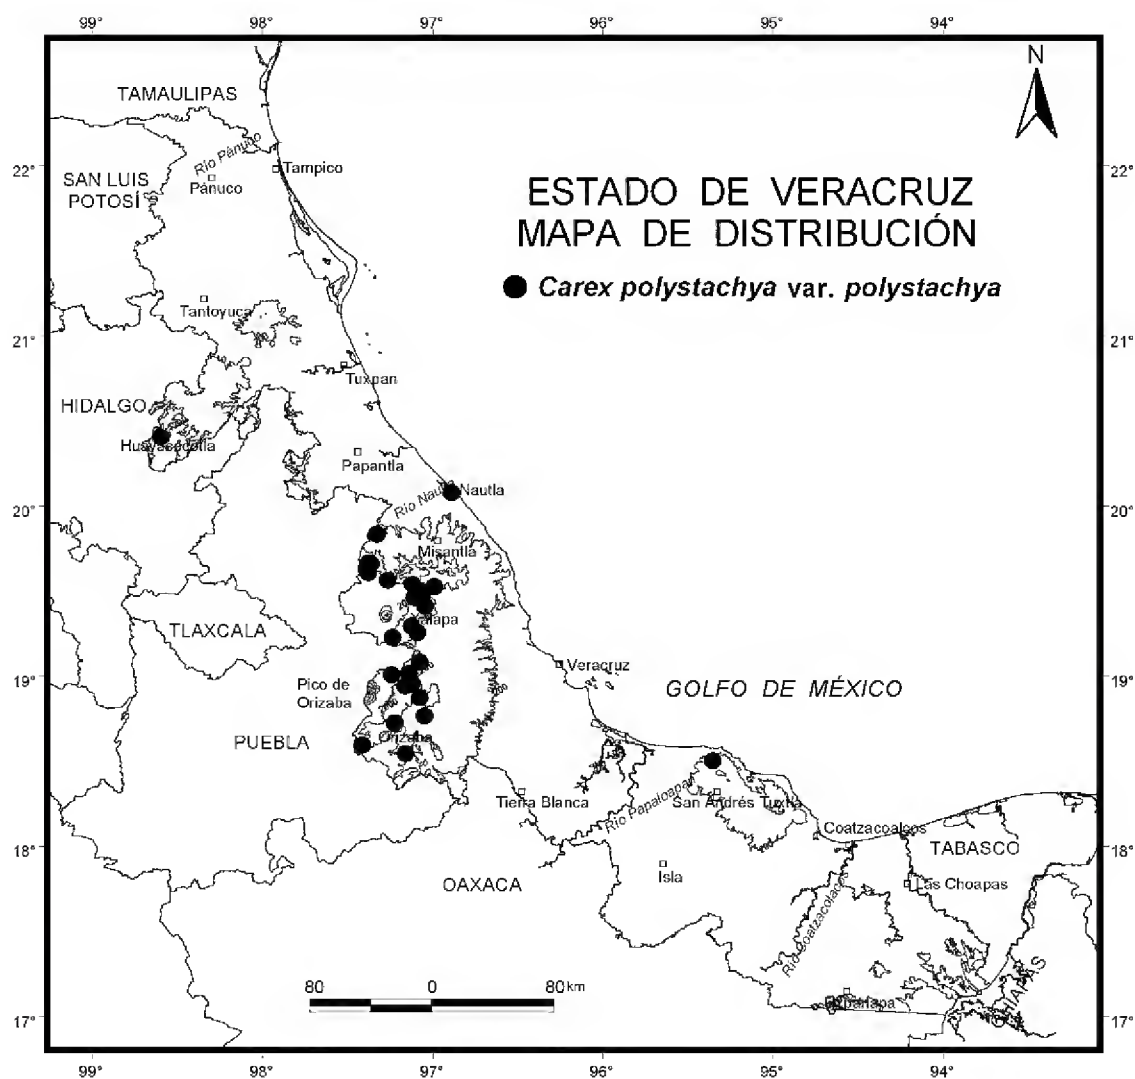 99° 98° 97° 96° 95° 94°
N
TAMAULIPAS
Río Pánuco
22° Tampico 22°
SAN LUIS
POTOSÍ
Pánuco
ESTADO DE VERACRUZ
MAPA DE DISTRIBUCIÓN
Carex polystachya var. polystachya
Tantoyuca
21° 21°
Tuxpan
HIDALGO
Huayacocotla
Papantla
Nautla
Río Nautla
20° 20°
Misantla
Xalapa
TLAXCALA
Veracruz
19° 19°
Pico de
Orizaba
GOLFO DE MÉXICO
PUEBLA
Orizaba
Tierra Blanca
Río Papaloapan
San Andrés Tuxtla
Coatzacoalcos
18° TABASCO 18°
Isla
OAXACA
Las Choapas
Río Coatzacolacos
CHIAPAS
80 0 80 km
17° 17°
99° 98° 97° 96° 95° 94°